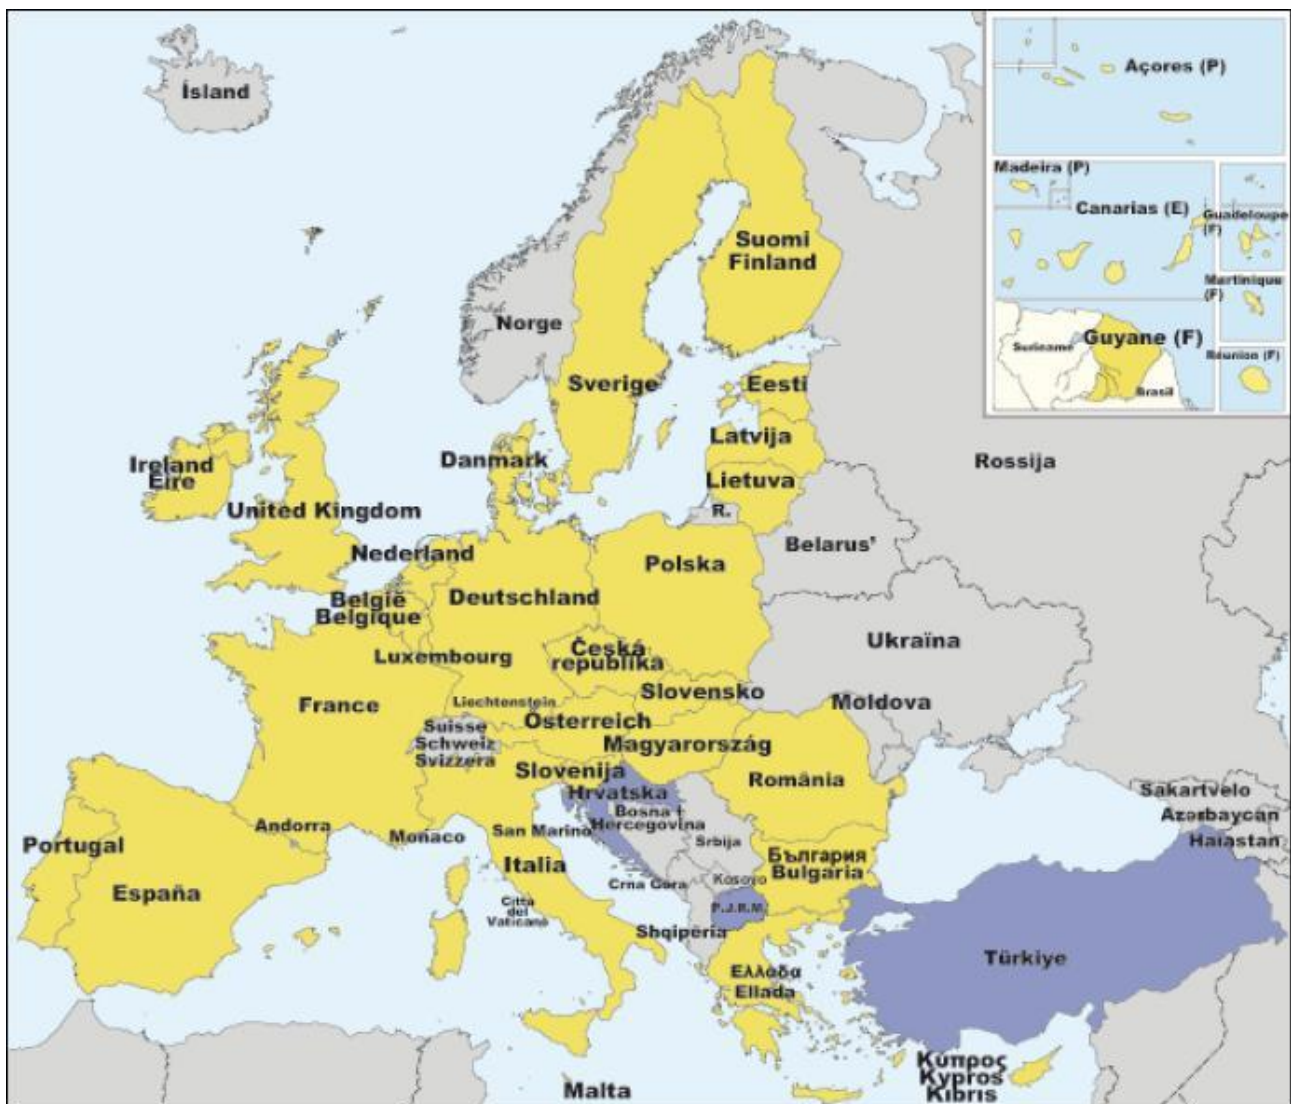 Ísland
Açores (P)
Madeira (P)
Canarias (E)
Guadeloupe
(F)
Martinique
(F)
Guyane (F)
Suriname
Brasil
Réunion (F)
Suomi
Finland
Norge
Sverige
Eesti
Latvija
Lietuva
R.
Rossija
Danmark
Ireland
Eire
United Kingdom
Nederland
Belarus'
Polska
België
Belgique
Deutschland
Luxembourg
Česká
republika
Ukraïna
Slovensko
Moldova
France
Liechtenstein
Österreich
Suisse
Schweiz
Svizzera
Magyarország
Slovenija
România
Hrvatska
Bosna i
Hercegovina
Sakartvelo
Azərbaycan
Haiastan
Andorra
Monaco
San Marino
Srbija
Portugal
España
Italia
България
Bulgaria
Crna Gora
Kosovo
P.J.R.M.
Città
del
Vaticano
Shqipëria
Türkiye
Ελλάδα
Ellada
Malta
Κύπρος
Kypros
Kıbrıs